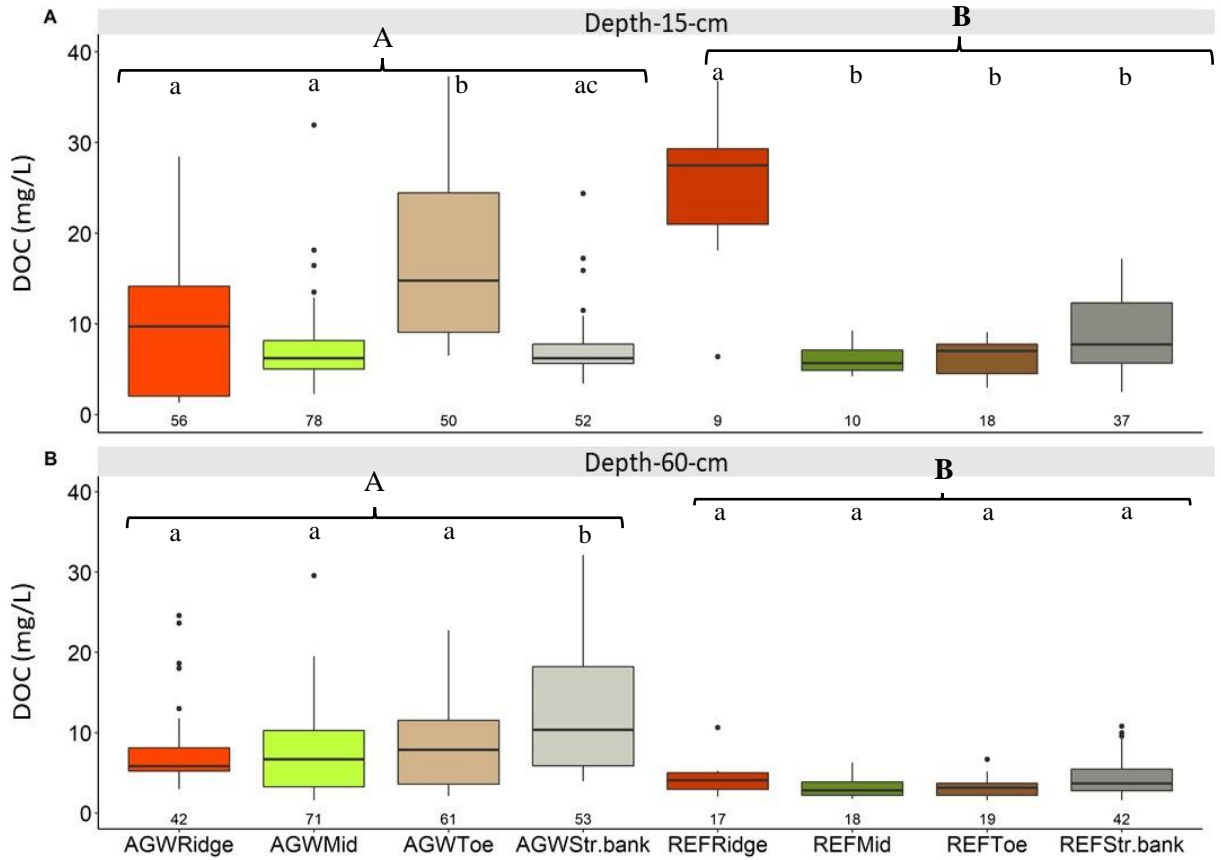 A
Depth-15-cm
B
A
40
a
a
b
ac
a
b
b
b
30
20
10
0
DOC (mg/L)
56 78 50 52 9 10 18 37
B
Depth-60-cm
A
B
40
a
a
a
b
a
a
a
a
30
20
10
0
DOC (mg/L)
42 71 61 53 17 18 19 42
AGWRidge AGWMid AGWToe AGWStr.bank REFRidge REFMid REFToe REFStr.bank